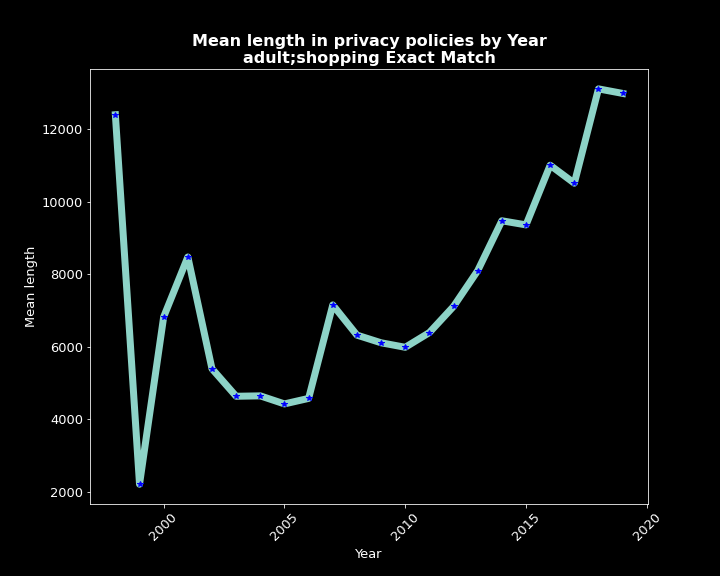 Mean length in privacy policies by Year
adult;shopping Exact Match
12000
10000
8000
6000
4000
2000
Mean length
2000
2005
2010
2015
2020
Year